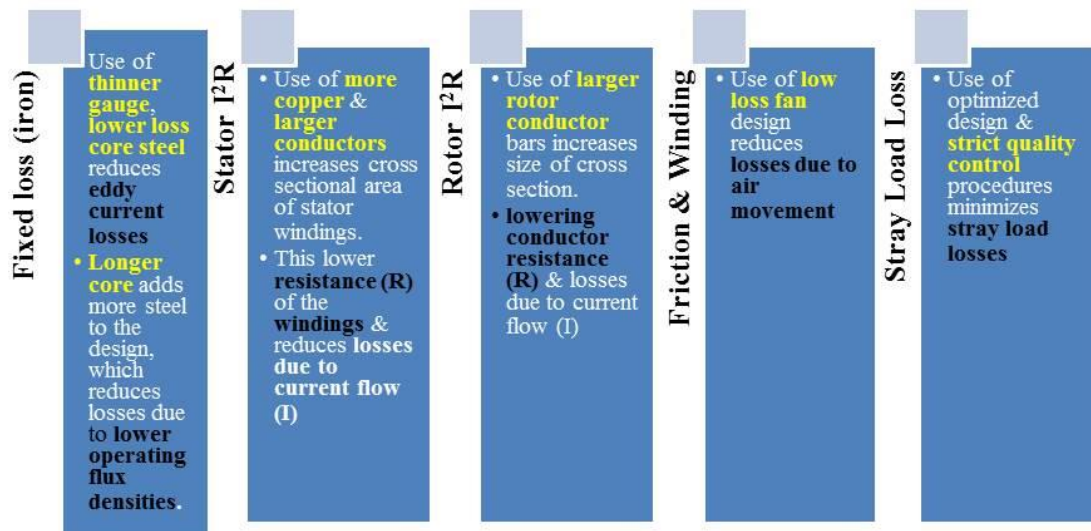 Fixed loss (iron)
Use of
thinner
gauge,
lower loss
core steel
reduces
eddy
current
losses
• Longer
core adds
more steel
to the
design,
which
reduces
losses due
to lower
operating
flux
densities.
Stator I²R
• Use of more
copper &
larger
conductors
increases cross
sectional area
of stator
windings.
• This lower
resistance (R)
of the
windings &
reduces losses
due to
current flow
(I)
Rotor I²R
• Use of larger
rotor
conductor
bars increases
size of cross
section.
• lowering
conductor
resistance
(R) & losses
due to current
flow (I)
Friction & Winding
• Use of low
loss fan
design
reduces
losses due to
air
movement
Stray Load Loss
• Use of
optimized
design &
strict quality
control
procedures
minimizes
stray load
losses